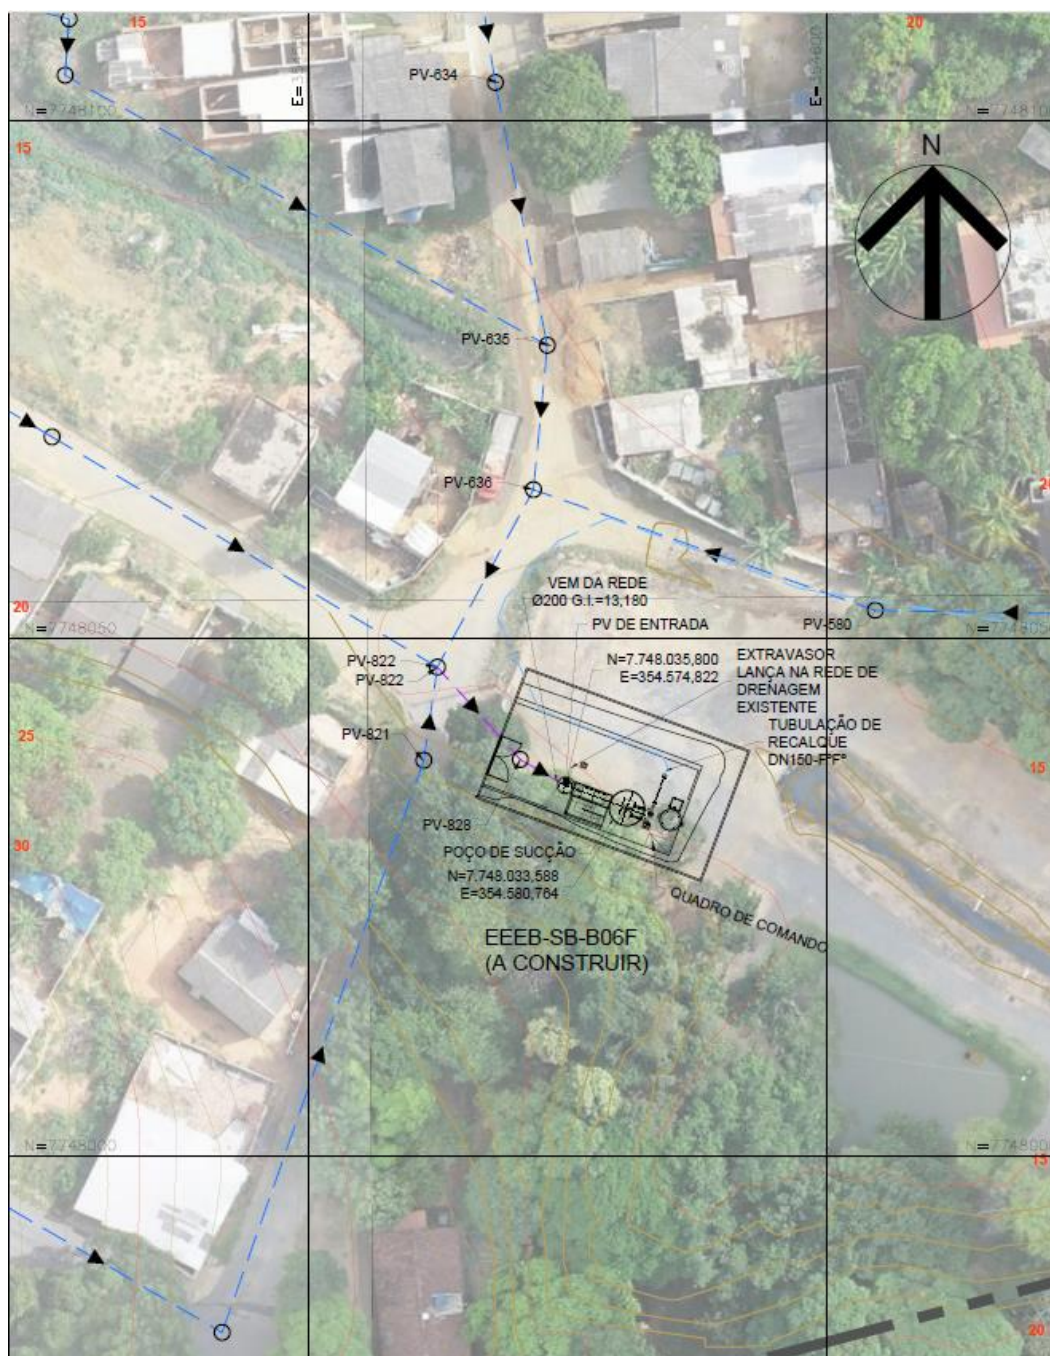 15
20
PV-634
N=7748100
15
N
PV-635
PV-636
20
N=7748050
VEM DA REDE
Ø200 G.I.=13,180
PV DE ENTRADA
PV-580
PV-822
PV-822
N=7.748.035,800
E=354.574,822
EXTRAVASOR
LANÇA NA REDE DE
DRENAGEM
EXISTENTE
TUBULAÇÃO DE
RECALQUE
DN150-FºFº
25
PV-821
15
PV-828
30
POÇO DE SUCÇÃO
N=7.748.033,588
E=354.580,764
QUADRO DE COMANDO
EEEB-SB-B06F
(A CONSTRUIR)
N=7748000
15
20